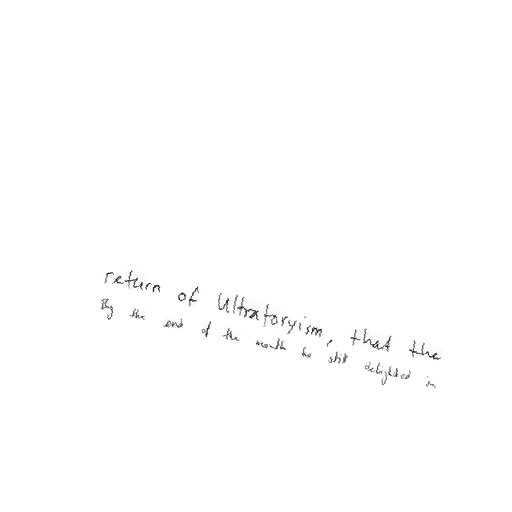 return of Ultratoryism, that the
By the end of the month he still delighted in